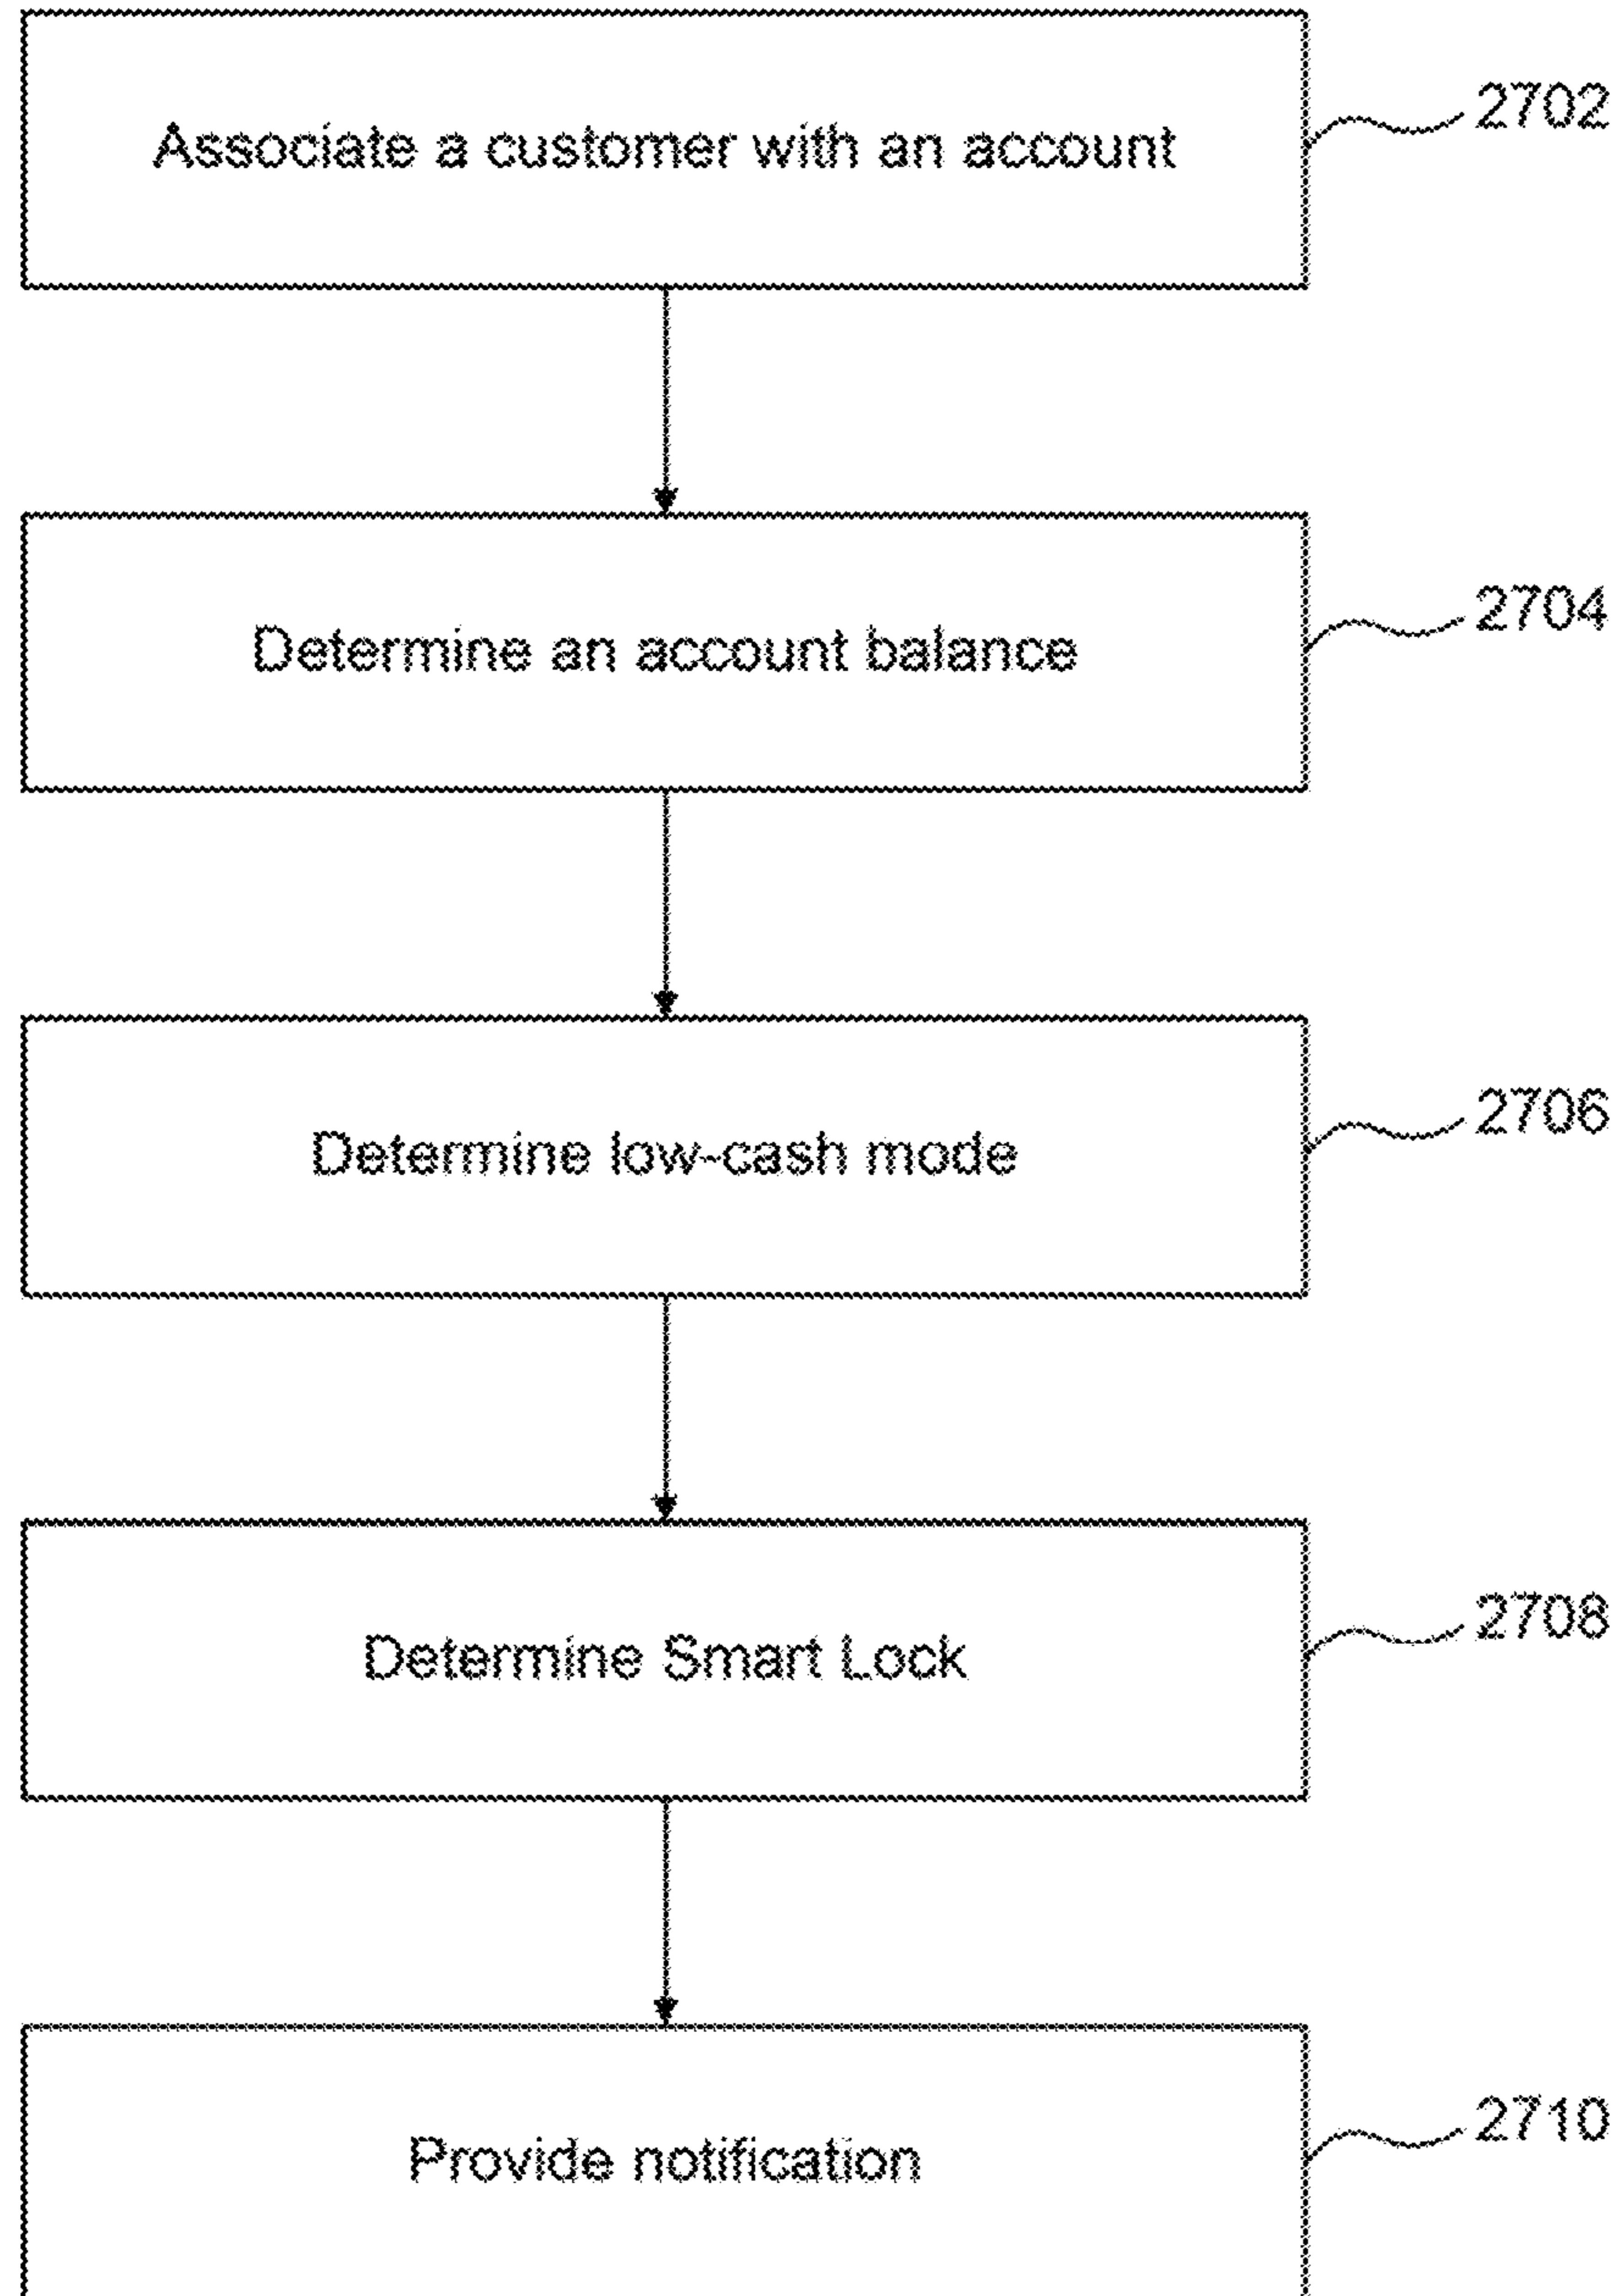 Associate a customer with an account
2702
Determine an account balance
2704
Determine low-cash mode
2706
Determine Smart Lock
2708
Provide notification
2710